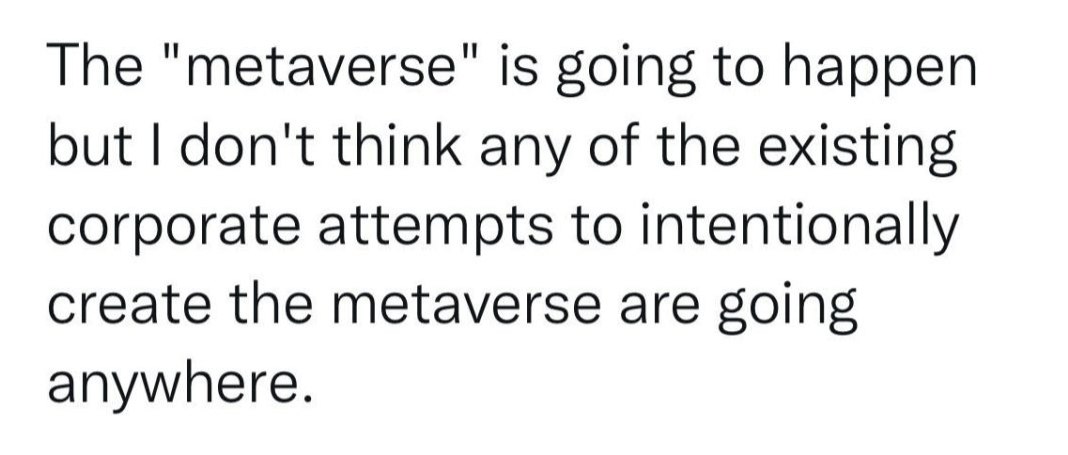 The "metaverse" is going to happen
but I don't think any of the existing
corporate attempts to intentionally
create the metaverse are going
anywhere.